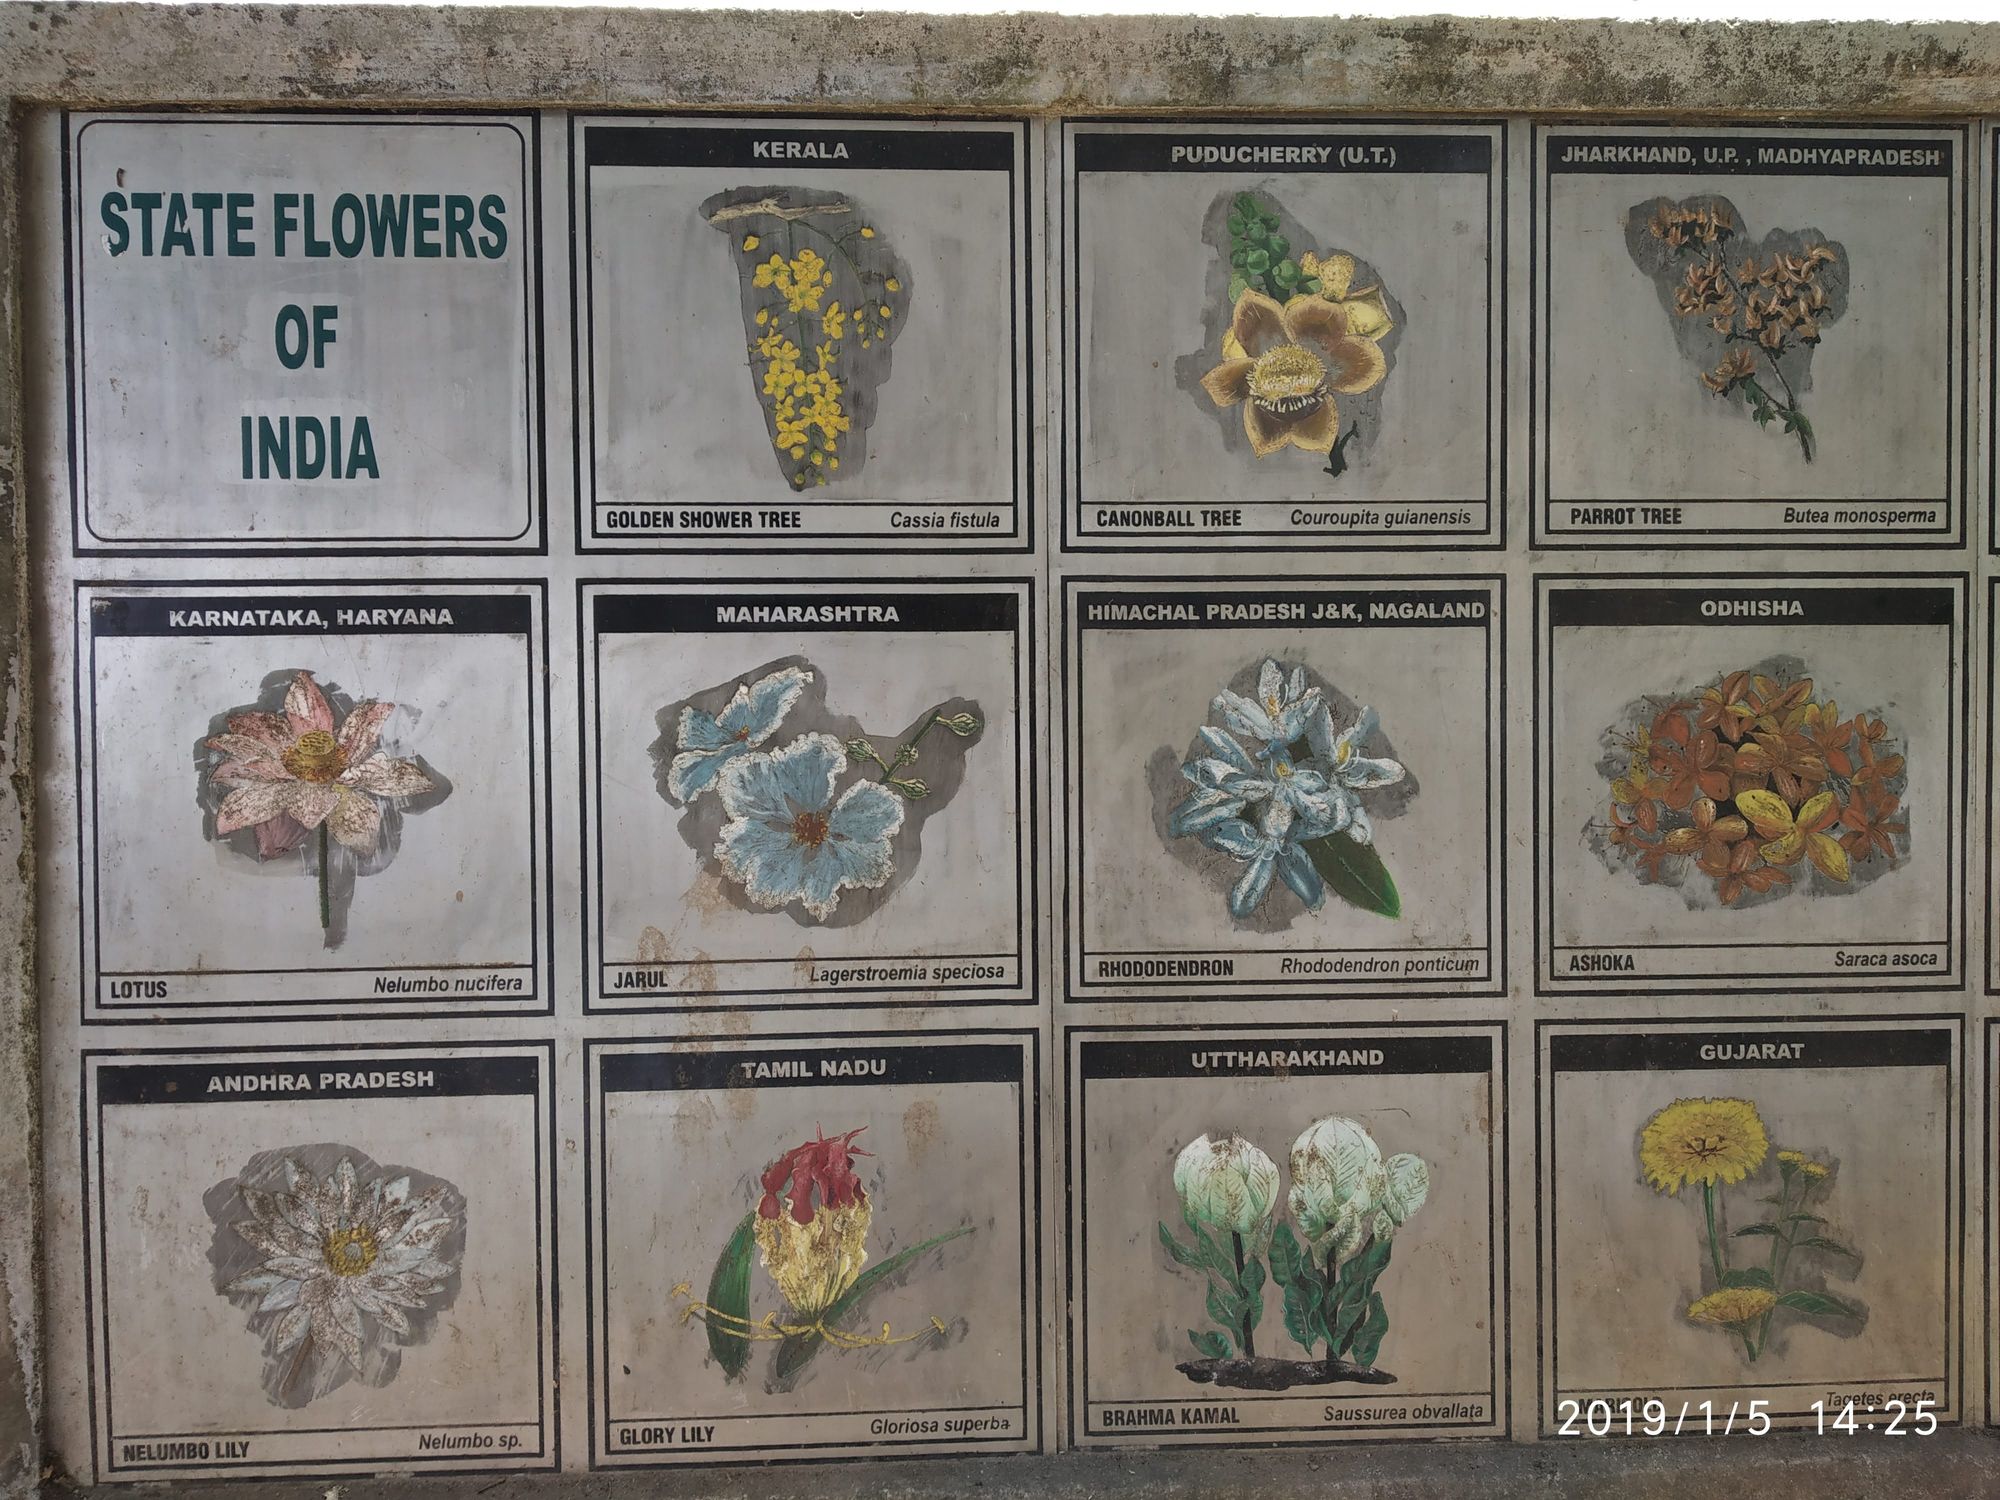 STATE FLOWERS
OF
INDIA
KERALA
GOLDEN SHOWER TREE Cassia fistula
PUDUCHERRY (U.T.)
CANONBALL TREE Couroupita guianensis
JHARKHAND, U.P. , MADHYAPRADESH
PARROT TREE Butea monosperma
KARNATAKA, HARYANA
LOTUS Nelumbo nucifera
MAHARASHTRA
JARUL Lagerstroemia speciosa
HIMACHAL PRADESH J&K, NAGALAND
RHODODENDRON Rhododendron ponticum
ODHISHA
ASHOKA Saraca asoca
ANDHRA PRADESH
NELUMBO LILY Nelumbo sp.
TAMIL NADU
GLORY LILY Gloriosa superba
UTTHARAKHAND
BRAHMA KAMAL Saussurea obvallata
GUJARAT
Tagetes erecta
2019/1/5 14:25